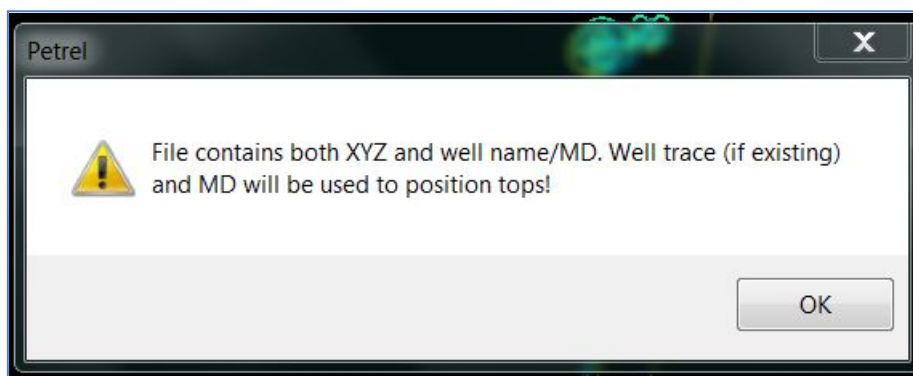 Petrel
File contains both XYZ and well name/MD. Well trace (if existing)
and MD will be used to position tops!
OK